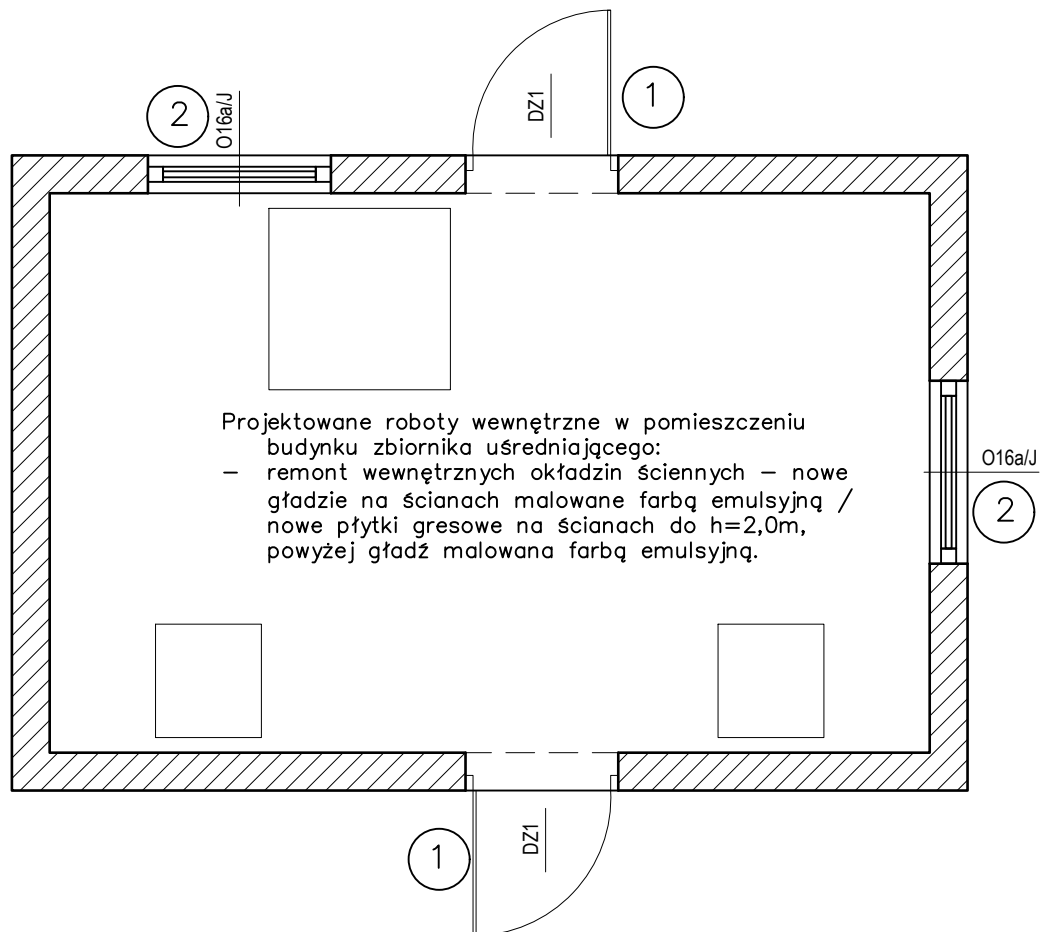 DZ1
1
2
O16a/J
Projektowane roboty wewnętrzne w pomieszczeniu
budynku zbiornika uśredniającego:
– remont wewnętrznych okładzin ściennych – nowe
gładzie na ścianach malowane farbą emulsyjną /
nowe płytki gresowe na ścianach do h=2,0m,
powyżej gładź malowana farbą emulsyjną.
O16a/J
2
1
DZ1